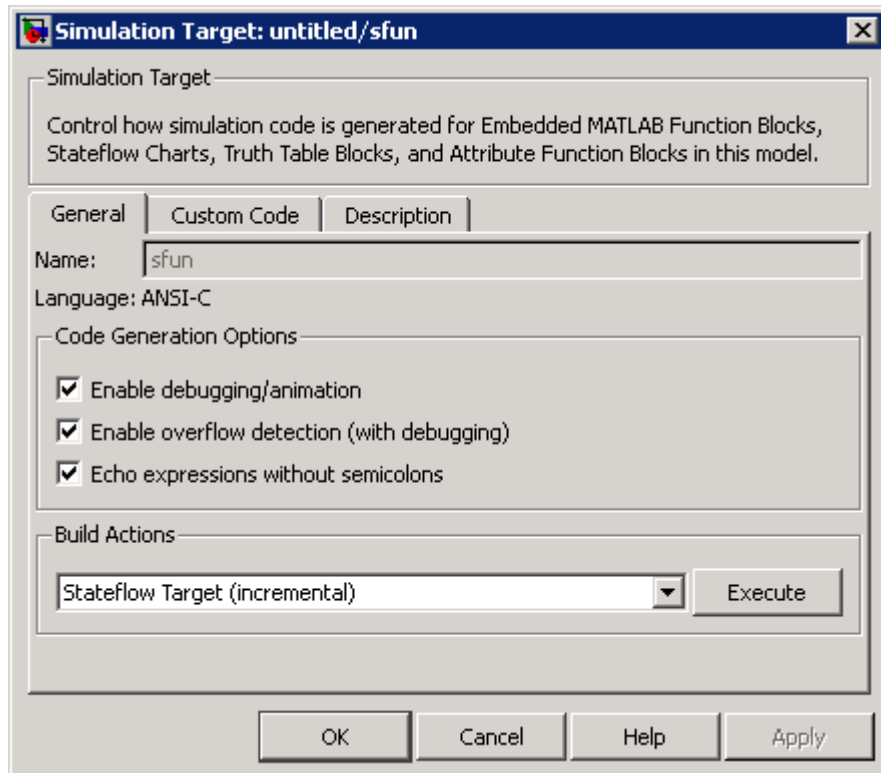 Simulation Target: untitled/sfun
Simulation Target
Control how simulation code is generated for Embedded MATLAB Function Blocks,
Stateflow Charts, Truth Table Blocks, and Attribute Function Blocks in this model.
General Custom Code Description
Name: sfun
Language: ANSI-C
Code Generation Options
Enable debugging/animation
Enable overflow detection (with debugging)
Echo expressions without semicolons
Build Actions
Stateflow Target (incremental) Execute
OK Cancel Help Apply